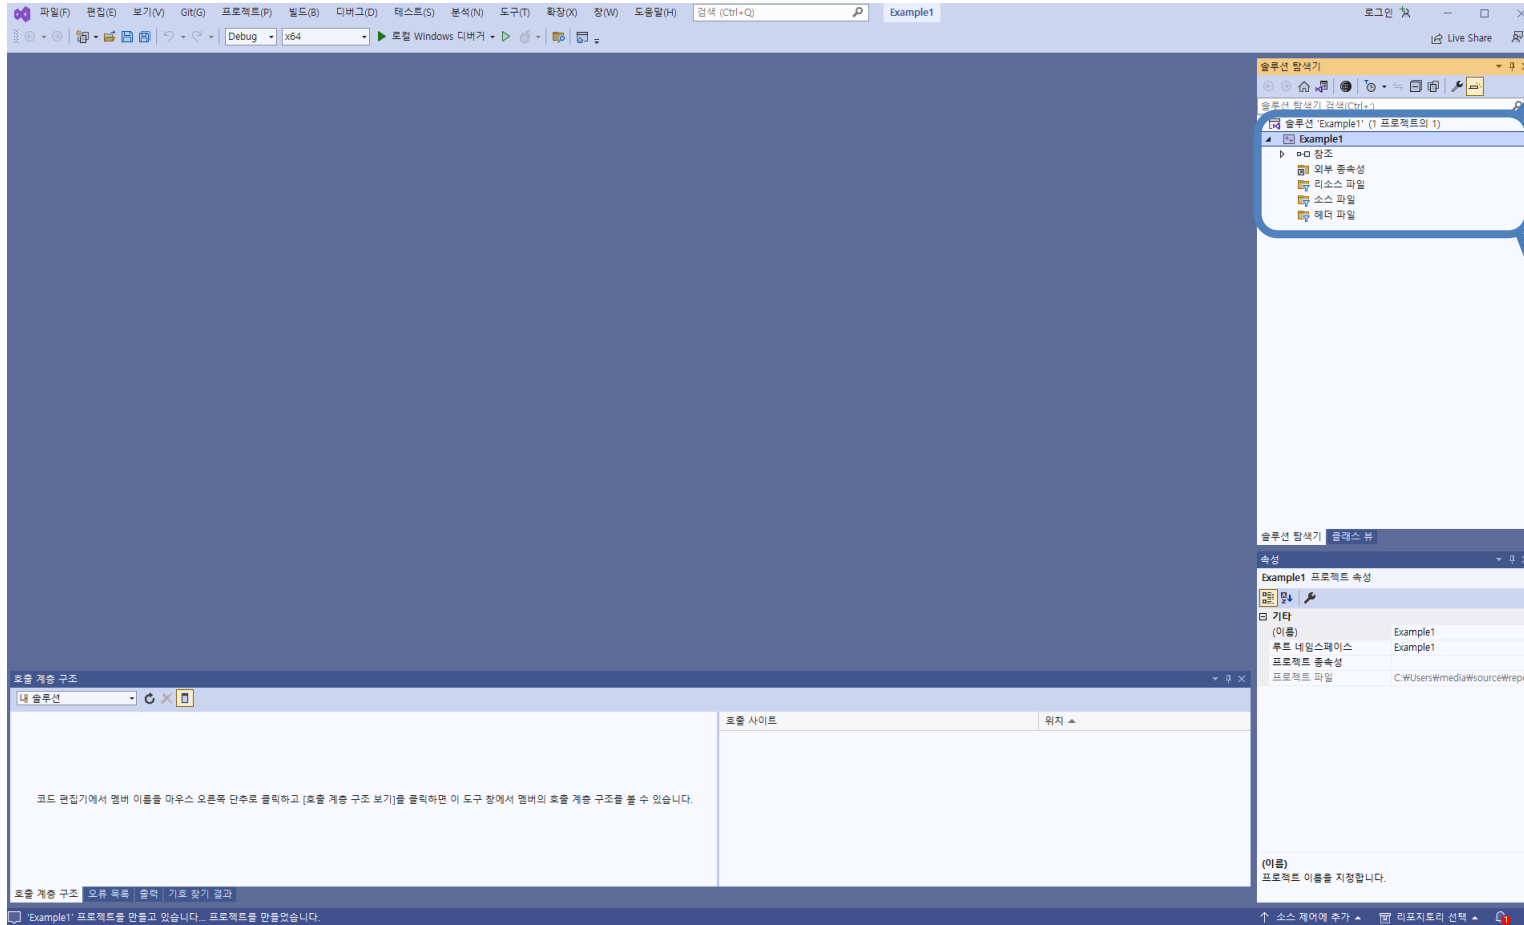 파일(F) 편집(E) 보기(V) Git(G) 프로젝트(P) 빌드(B) 디버그(D) 테스트(S) 분석(N) 도구(T) 확장(X) 창(W) 도움말(H) 검색 (Ctrl+Q) Example1 로그인
Debug x64 로컬 Windows 디버거 Live Share
솔루션 탐색기
솔루션 탐색기 검색(Ctrl+;)
솔루션 'Example1' (1 프로젝트의 1)
Example1
참조
외부 종속성
리소스 파일
소스 파일
헤더 파일
솔루션 탐색기 클래스 뷰
속성
Example1 프로젝트 속성
기타
(이름) Example1
루트 네임스페이스 Example1
프로젝트 종속성
프로젝트 파일 C:₩Users₩media₩source₩repo
(이름)
프로젝트 이름을 지정합니다.
호출 계층 구조
내 솔루션
호출 사이트 위치
코드 편집기에서 멤버 이름을 마우스 오른쪽 단추로 클릭하고 [호출 계층 구조 보기]를 클릭하면 이 도구 창에서 멤버의 호출 계층 구조를 볼 수 있습니다.
호출 계층 구조 오류 목록 출력 기호 찾기 결과
'Example1' 프로젝트를 만들고 있습니다... 프로젝트를 만들었습니다. 소스 제어에 추가 리포지토리 선택 1